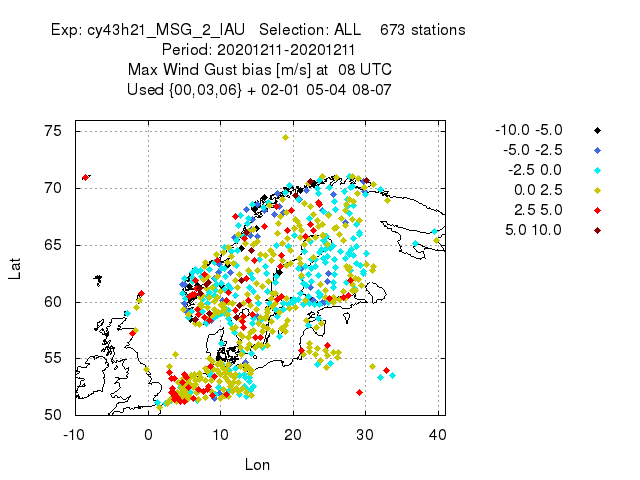 Exp: cy43h21_MSG_2_IAU   Selection: ALL    673 stations
Period: 20201211-20201211
Max Wind Gust bias [m/s] at  08 UTC
Used {00,03,06} + 02-01 05-04 08-07
-10.0 -5.0
-5.0 -2.5
-2.5 0.0
0.0 2.5
2.5 5.0
5.0 10.0
75
70
65
60
55
50
Lat
-10 0 10 20 30 40
Lon